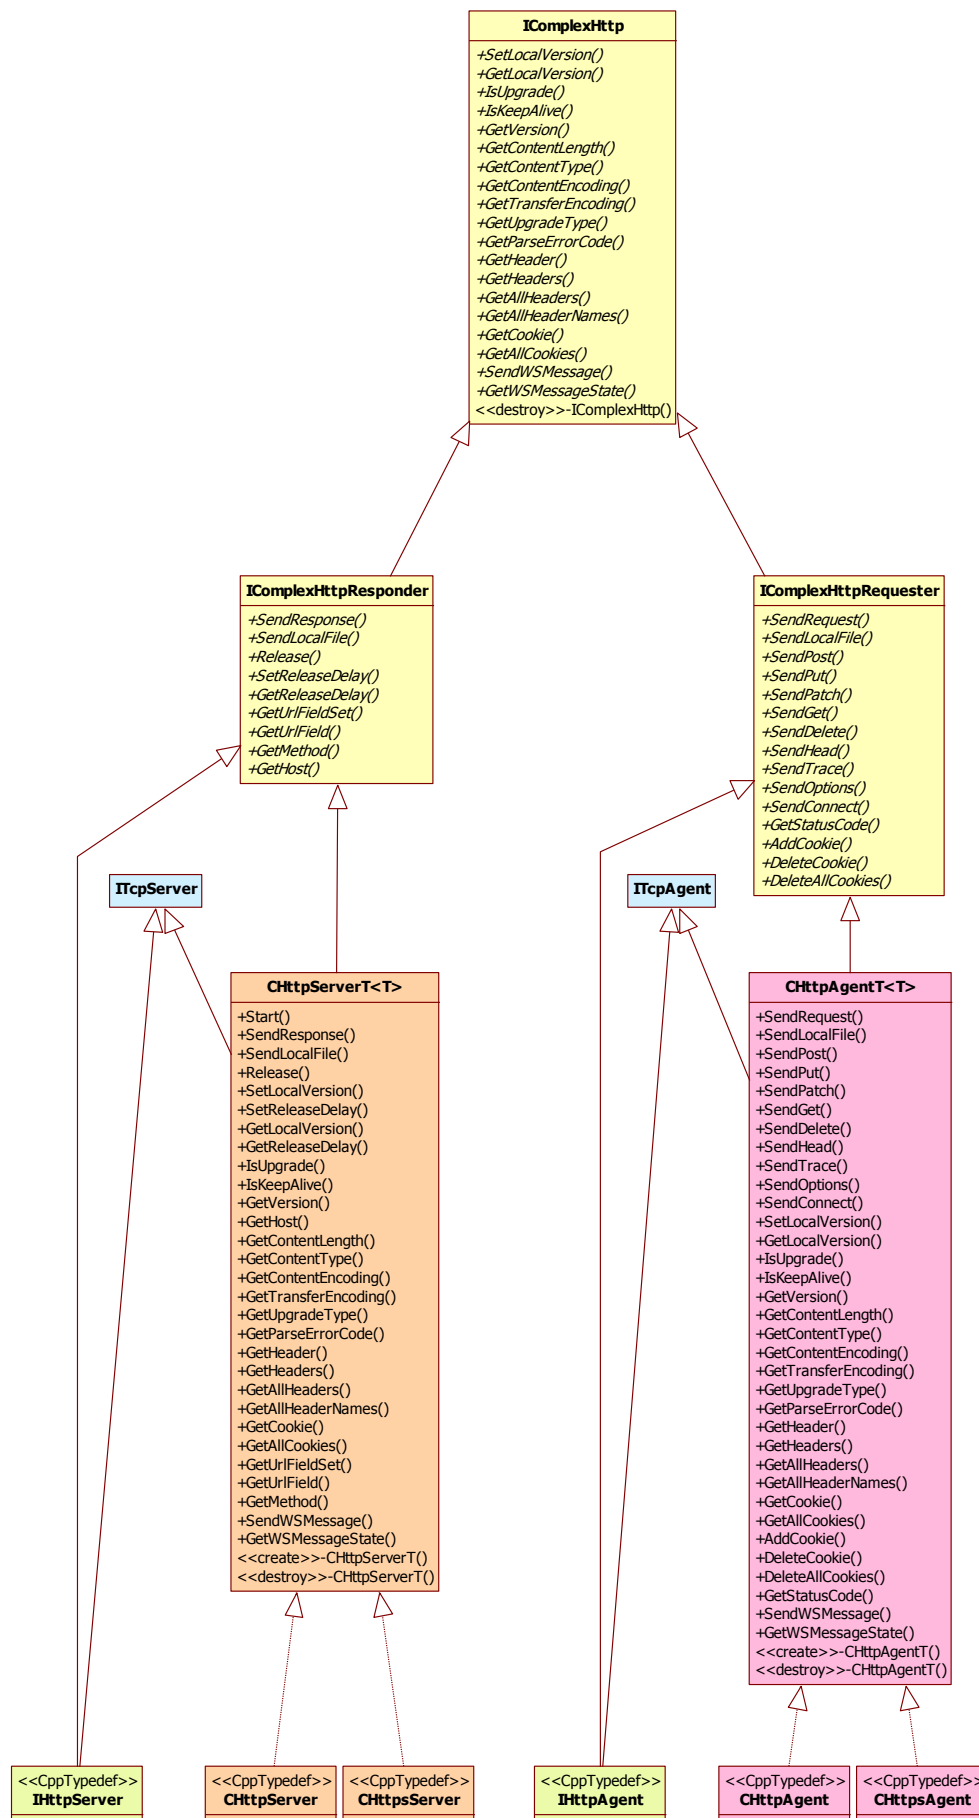 IComplexHttp
+SetLocalVersion()
+GetLocalVersion()
+IsUpgrade()
+IsKeepAlive()
+GetVersion()
+GetContentLength()
+GetContentType()
+GetContentEncoding()
+GetTransferEncoding()
+GetUpgradeType()
+GetParseErrorCode()
+GetHeader()
+GetHeaders()
+GetAllHeaders()
+GetAllHeaderNames()
+GetCookie()
+GetAllCookies()
+SendWSMessage()
+GetWSMessageState()
<<destroy>>-IComplexHttp()
IComplexHttpResponder
+SendResponse()
+SendLocalFile()
+Release()
+SetReleaseDelay()
+GetReleaseDelay()
+GetUrlFieldSet()
+GetUrlField()
+GetMethod()
+GetHost()
IComplexHttpRequester
+SendRequest()
+SendLocalFile()
+SendPost()
+SendPut()
+SendPatch()
+SendGet()
+SendDelete()
+SendHead()
+SendTrace()
+SendOptions()
+SendConnect()
+GetStatusCode()
+AddCookie()
+DeleteCookie()
+DeleteAllCookies()
ITcpServer
ITcpAgent
CHttpServerT<T>
+Start()
+SendResponse()
+SendLocalFile()
+Release()
+SetLocalVersion()
+SetReleaseDelay()
+GetLocalVersion()
+GetReleaseDelay()
+IsUpgrade()
+IsKeepAlive()
+GetVersion()
+GetHost()
+GetContentLength()
+GetContentType()
+GetContentEncoding()
+GetTransferEncoding()
+GetUpgradeType()
+GetParseErrorCode()
+GetHeader()
+GetHeaders()
+GetAllHeaders()
+GetAllHeaderNames()
+GetCookie()
+GetAllCookies()
+GetUrlFieldSet()
+GetUrlField()
+GetMethod()
+SendWSMessage()
+GetWSMessageState()
<<create>>-CHttpServerT()
<<destroy>>-CHttpServerT()
CHttpAgentT<T>
+SendRequest()
+SendLocalFile()
+SendPost()
+SendPut()
+SendPatch()
+SendGet()
+SendDelete()
+SendHead()
+SendTrace()
+SendOptions()
+SendConnect()
+SetLocalVersion()
+GetLocalVersion()
+IsUpgrade()
+IsKeepAlive()
+GetVersion()
+GetContentLength()
+GetContentType()
+GetContentEncoding()
+GetTransferEncoding()
+GetUpgradeType()
+GetParseErrorCode()
+GetHeader()
+GetHeaders()
+GetAllHeaders()
+GetAllHeaderNames()
+GetCookie()
+GetAllCookies()
+AddCookie()
+DeleteCookie()
+DeleteAllCookies()
+GetStatusCode()
+SendWSMessage()
+GetWSMessageState()
<<create>>-CHttpAgentT()
<<destroy>>-CHttpAgentT()
<<CppTypedef>>
IHttpServer
<<CppTypedef>>
CHttpServer
<<CppTypedef>>
CHttpsServer
<<CppTypedef>>
IHttpAgent
<<CppTypedef>>
CHttpAgent
<<CppTypedef>>
CHttpsAgent